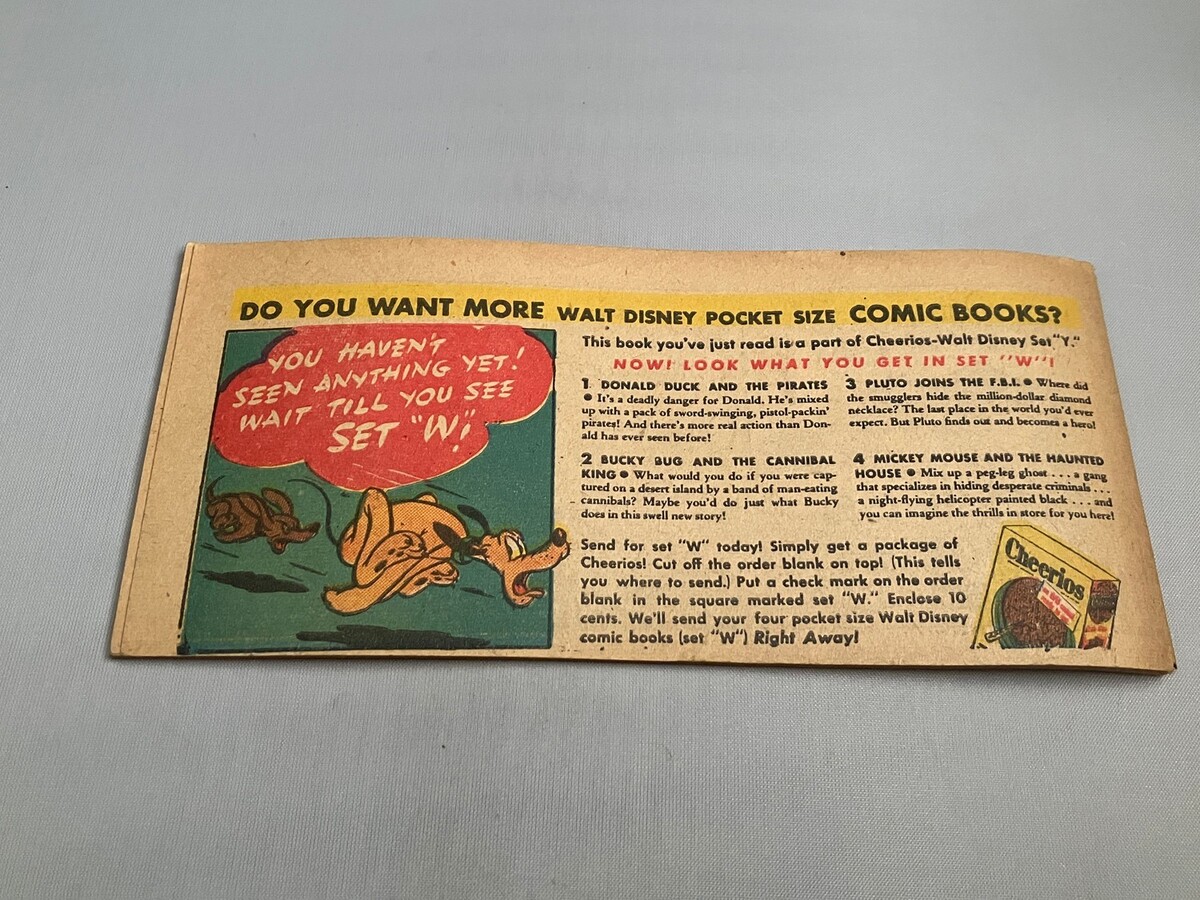 DO YOU WANT MORE WALT DISNEY POCKET SIZE COMIC BOOKS?
YOU HAVEN'T
SEEN ANYTHING YET!
WAIT TILL YOU SEE
SET "W"!
This book you've just read is a part of Cheerios-Walt Disney Set "Y."
NOW! LOOK WHAT YOU GET IN SET "W"!
1 DONALD DUCK AND THE PIRATES
● It's a deadly danger for Donald. He's mixed
up with a pack of sword-swinging, pistol-packin'
pirates! And there's more real action than Don-
ald has ever seen before!
2 BUCKY BUG AND THE CANNIBAL
KING ● What would you do if you were cap-
tured on a desert island by a band of man-eating
cannibals? Maybe you'd do just what Bucky
does in this swell new story!
3 PLUTO JOINS THE F.B.I. ● Where did
the smugglers hide the million-dollar diamond
necklace? The last place in the world you'd ever
expect. But Pluto finds out and becomes a hero!
4 MICKEY MOUSE AND THE HAUNTED
HOUSE ● Mix up a peg-leg ghost . . . a gang
that specializes in hiding desperate criminals . . .
a night-flying helicopter painted black . . . and
you can imagine the thrills in store for you here!
Send for set "W" today! Simply get a package of
Cheerios! Cut off the order blank on top! (This tells
you where to send.) Put a check mark on the order
blank in the square marked set "W." Enclose 10
cents. We'll send your four pocket size Walt Disney
comic books (set "W") Right Away!
Cheerios